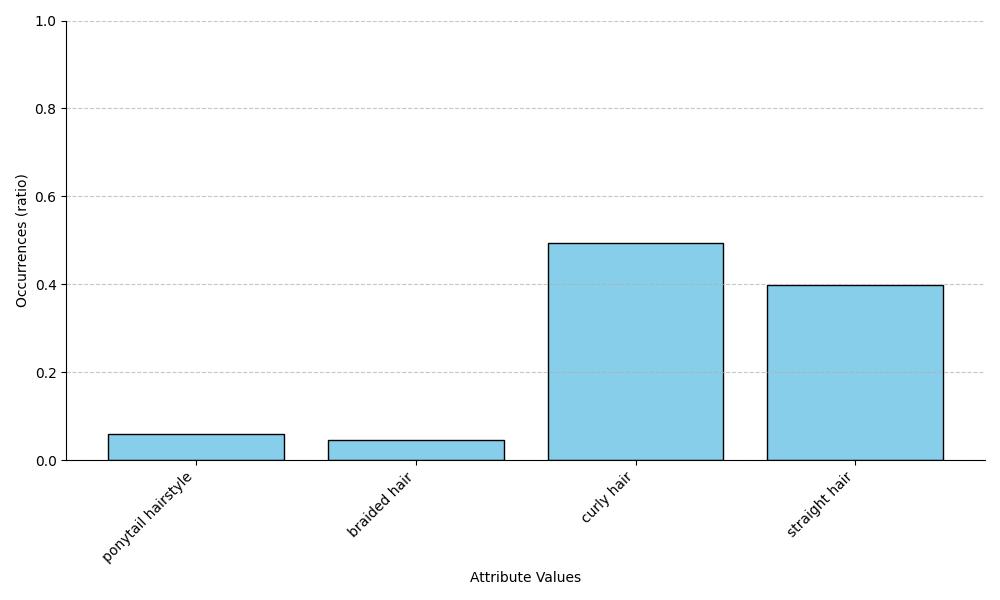 1.0
0.8
0.6
0.4
0.2
0.0
Occurrences (ratio)
ponytail hairstyle
braided hair
curly hair
straight hair
Attribute Values